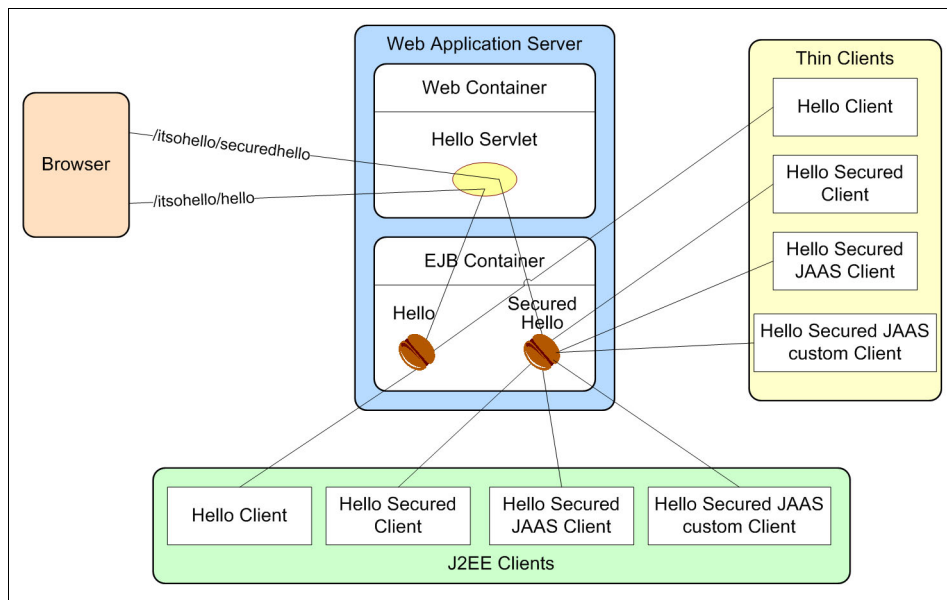 Web Application Server
Web Container
Hello Servlet
Browser
/itsohello/securedhello
/itsohello/hello
EJB Container
Hello
Secured
Hello
Thin Clients
Hello Client
Hello Secured
Client
Hello Secured
JAAS Client
Hello Secured JAAS
custom Client
Hello Client
Hello Secured
Client
Hello Secured
JAAS Client
Hello Secured JAAS
custom Client
J2EE Clients